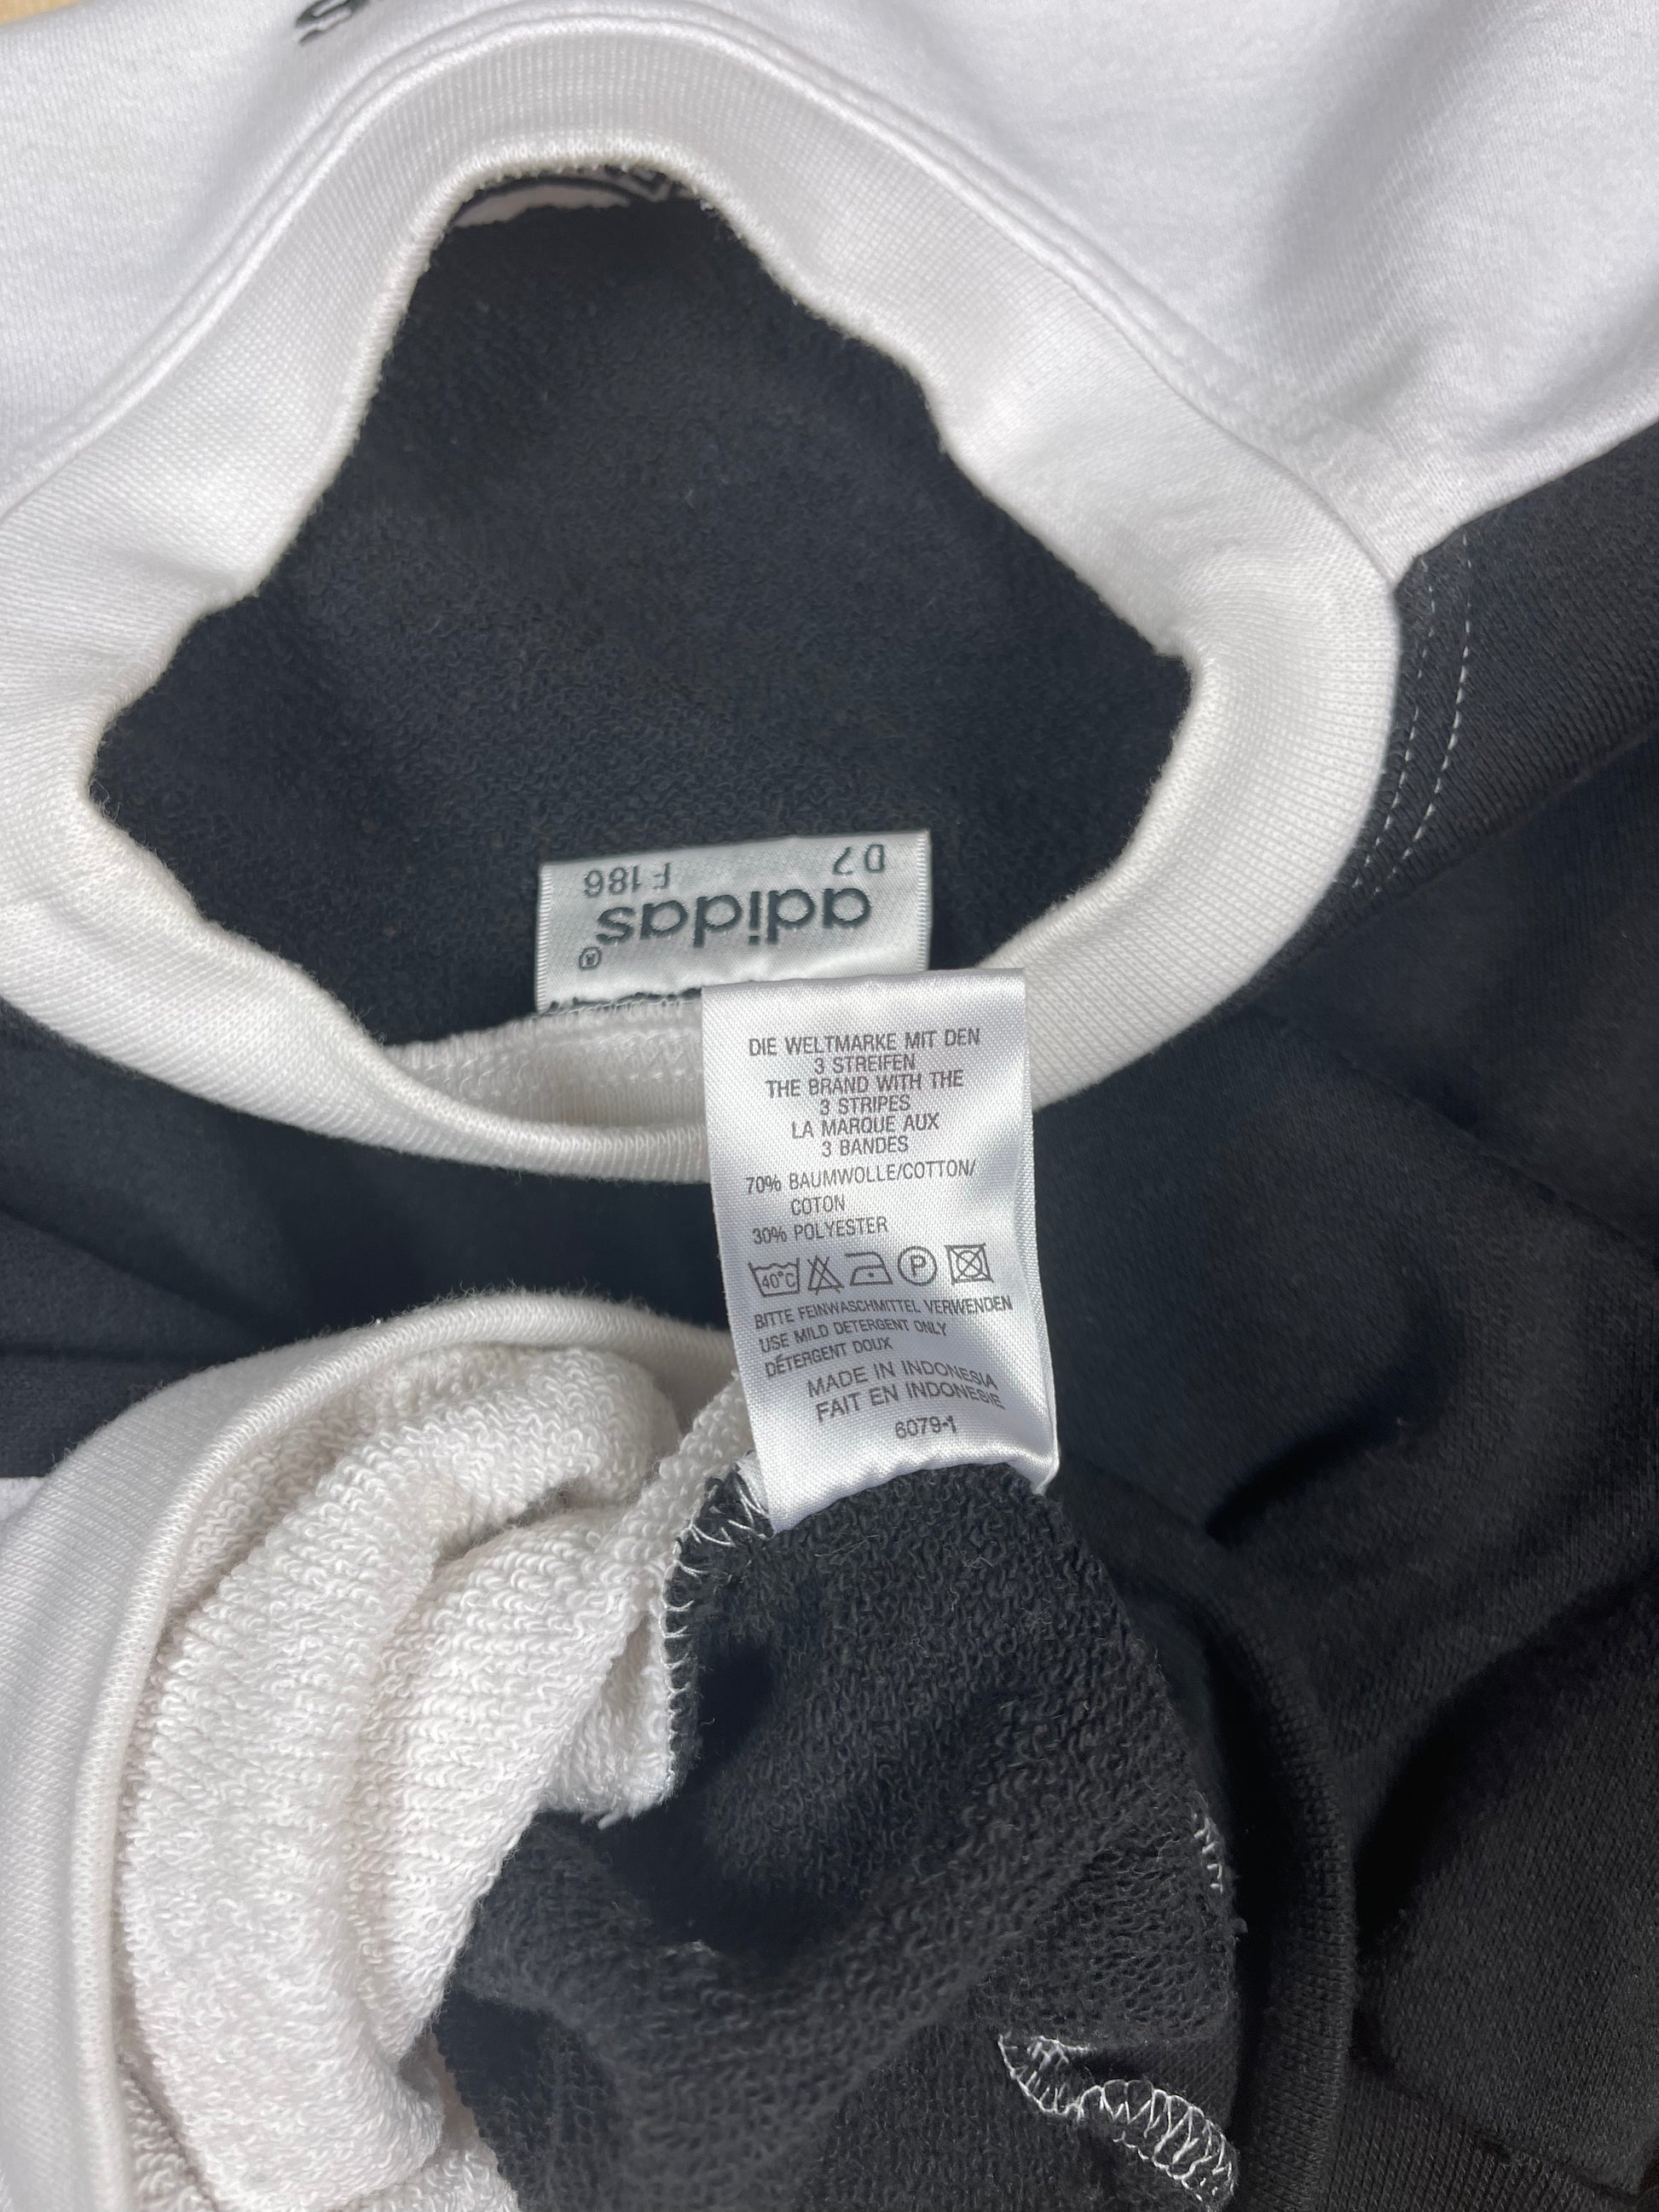 D 7 F 186
adidas®
DIE WELTMARKE MIT DEN
3 STREIFEN
THE BRAND WITH THE
3 STRIPES
LA MARQUE AUX
3 BANDES
70% BAUMWOLLE/COTTON/
COTON
30% POLYESTER
40°C P
BITTE FEINWASCHMITTEL VERWENDEN
USE MILD DETERGENT ONLY
DÉTERGENT DOUX
MADE IN INDONESIA
FAIT EN INDONESIE
6079-1